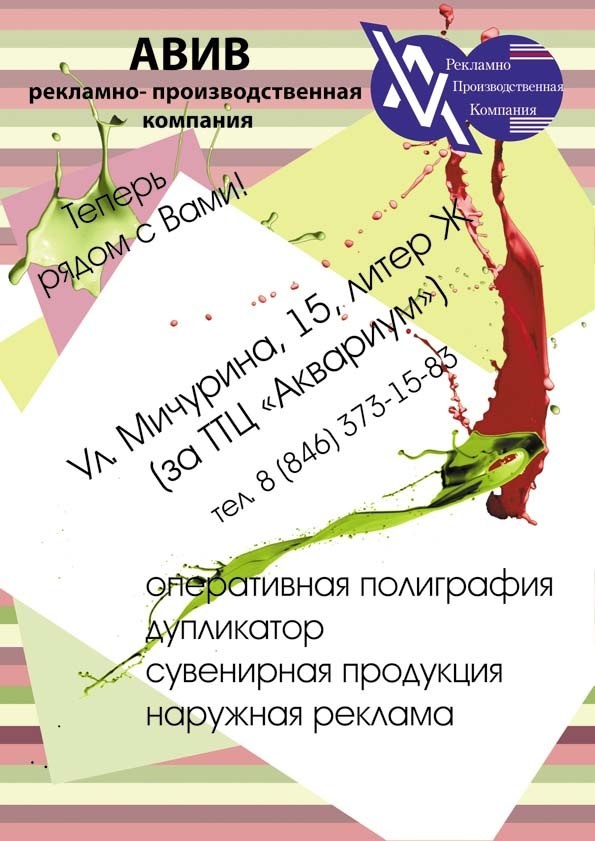 АВИВ
рекламно- производственная
компания
Рекламно
Производственная
Компания
Теперь
рядом с Вами!
Ул. Мичурина, 15, литер Ж
(за ПЦ «Аквариум»)
тел. 8 (846) 373-15-83
оперативная полиграфия
дупликатор
сувенирная продукция
наружная реклама